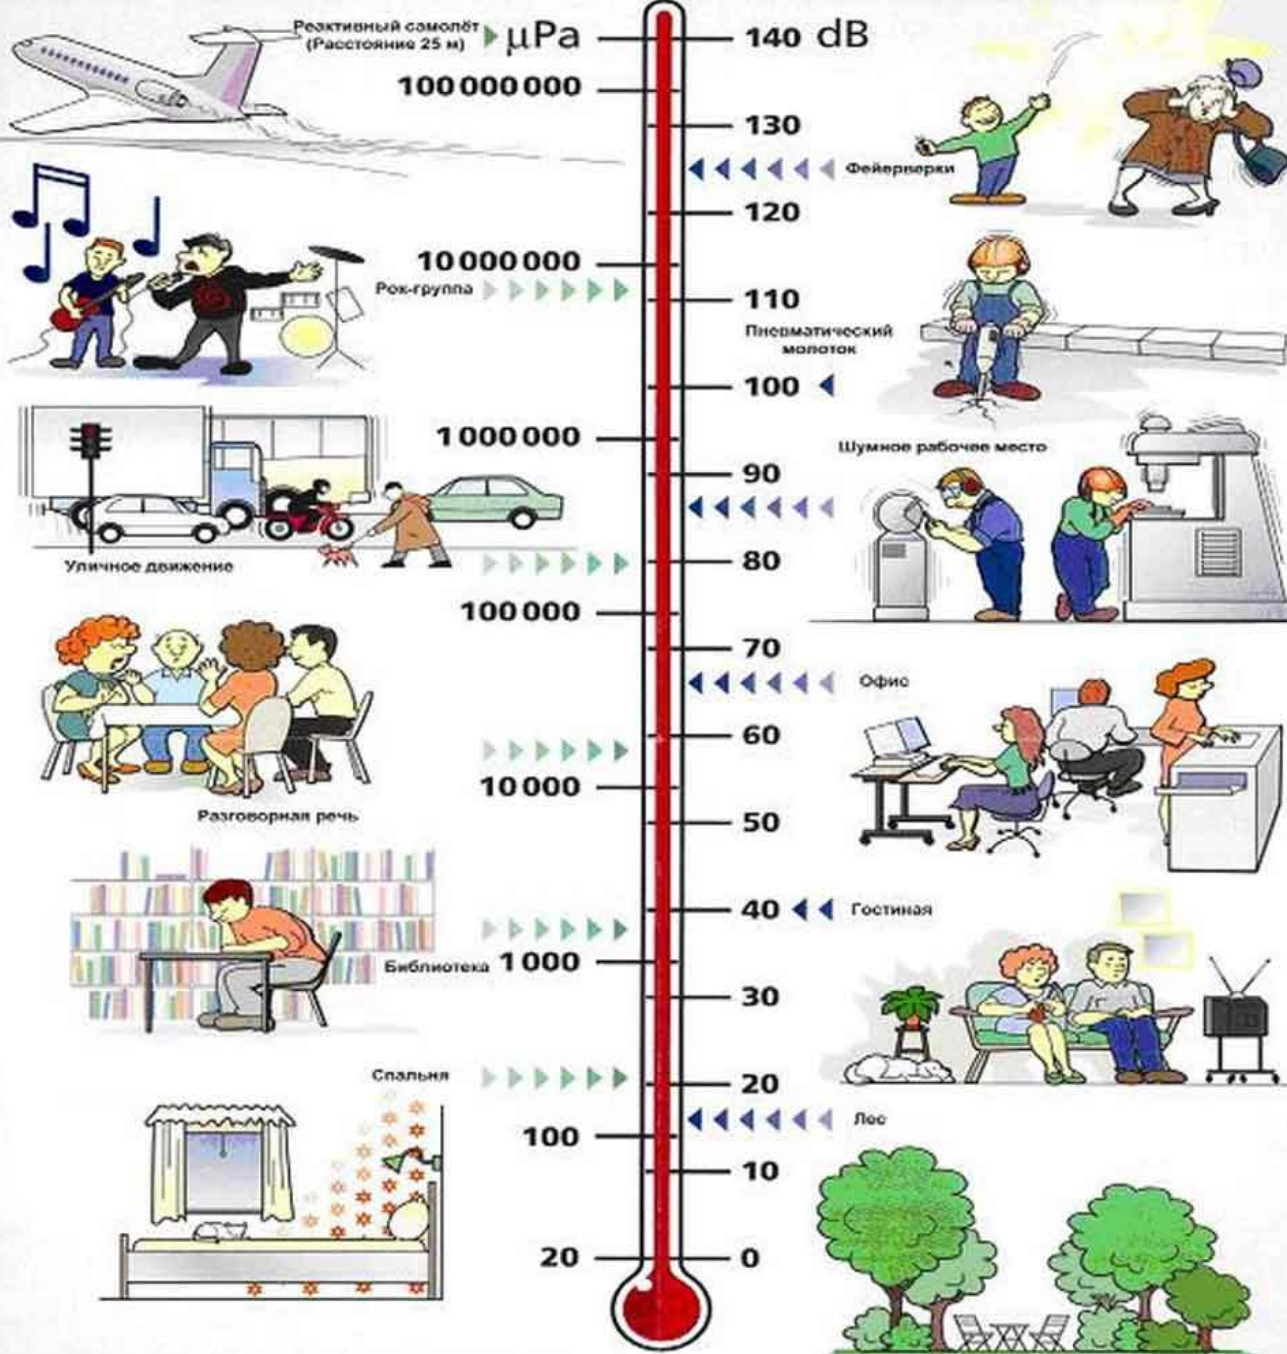 Реактивный самолёт
(Расстояние 25 м)
µPa
140 dB
100 000 000
130
Фейерверки
120
10 000 000
Рок-группа
110
Пневматический
молоток
100
1 000 000
Шумное рабочее место
90
Уличное движение
80
100 000
70
Офис
60
10 000
Разговорная речь
50
40
Гостиная
Библиотека
1 000
30
Спальня
20
Лес
100
10
20
0